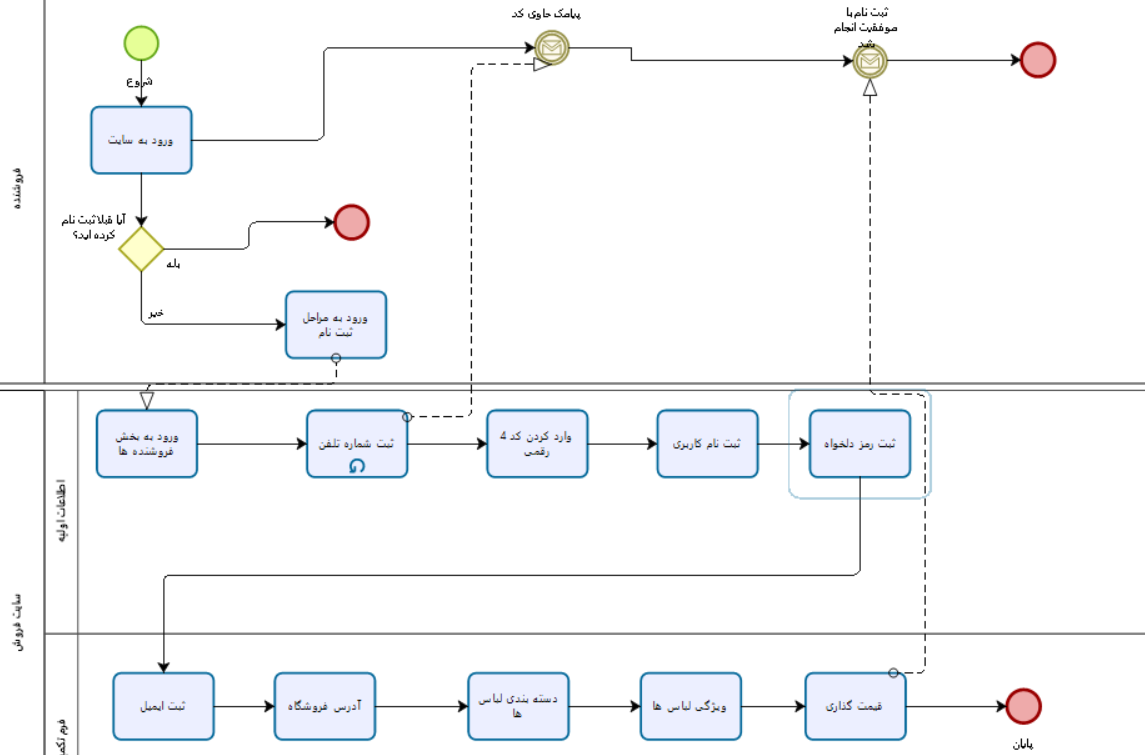 پیامک حاوی کد
ثبت نام با
موفقیت انجام
شد
شروع
ورود به سایت
فروشنده
آیا قبلا ثبت نام
کرده اید؟
بله
خیر
ورود به مراحل
ثبت نام
ورود به بخش
فروشنده ها
ثبت شماره تلفن
وارد کردن کد 4
رقمی
ثبت نام کاربری
ثبت رمز دلخواه
اطلاعات اولیه
سایت فروش
ثبت ایمیل
آدرس فروشگاه
دسته بندی لباس
ها
ویژگی لباس ها
قیمت گذاری
پایان
فرم تکم